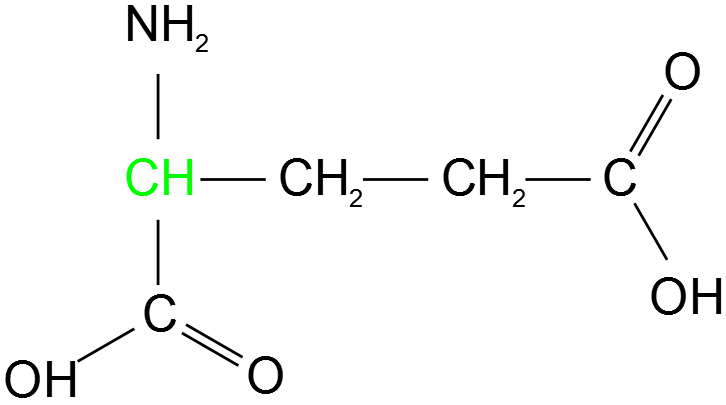 NH₂
O
CH CH₂ CH₂ C
OH
C
OH O